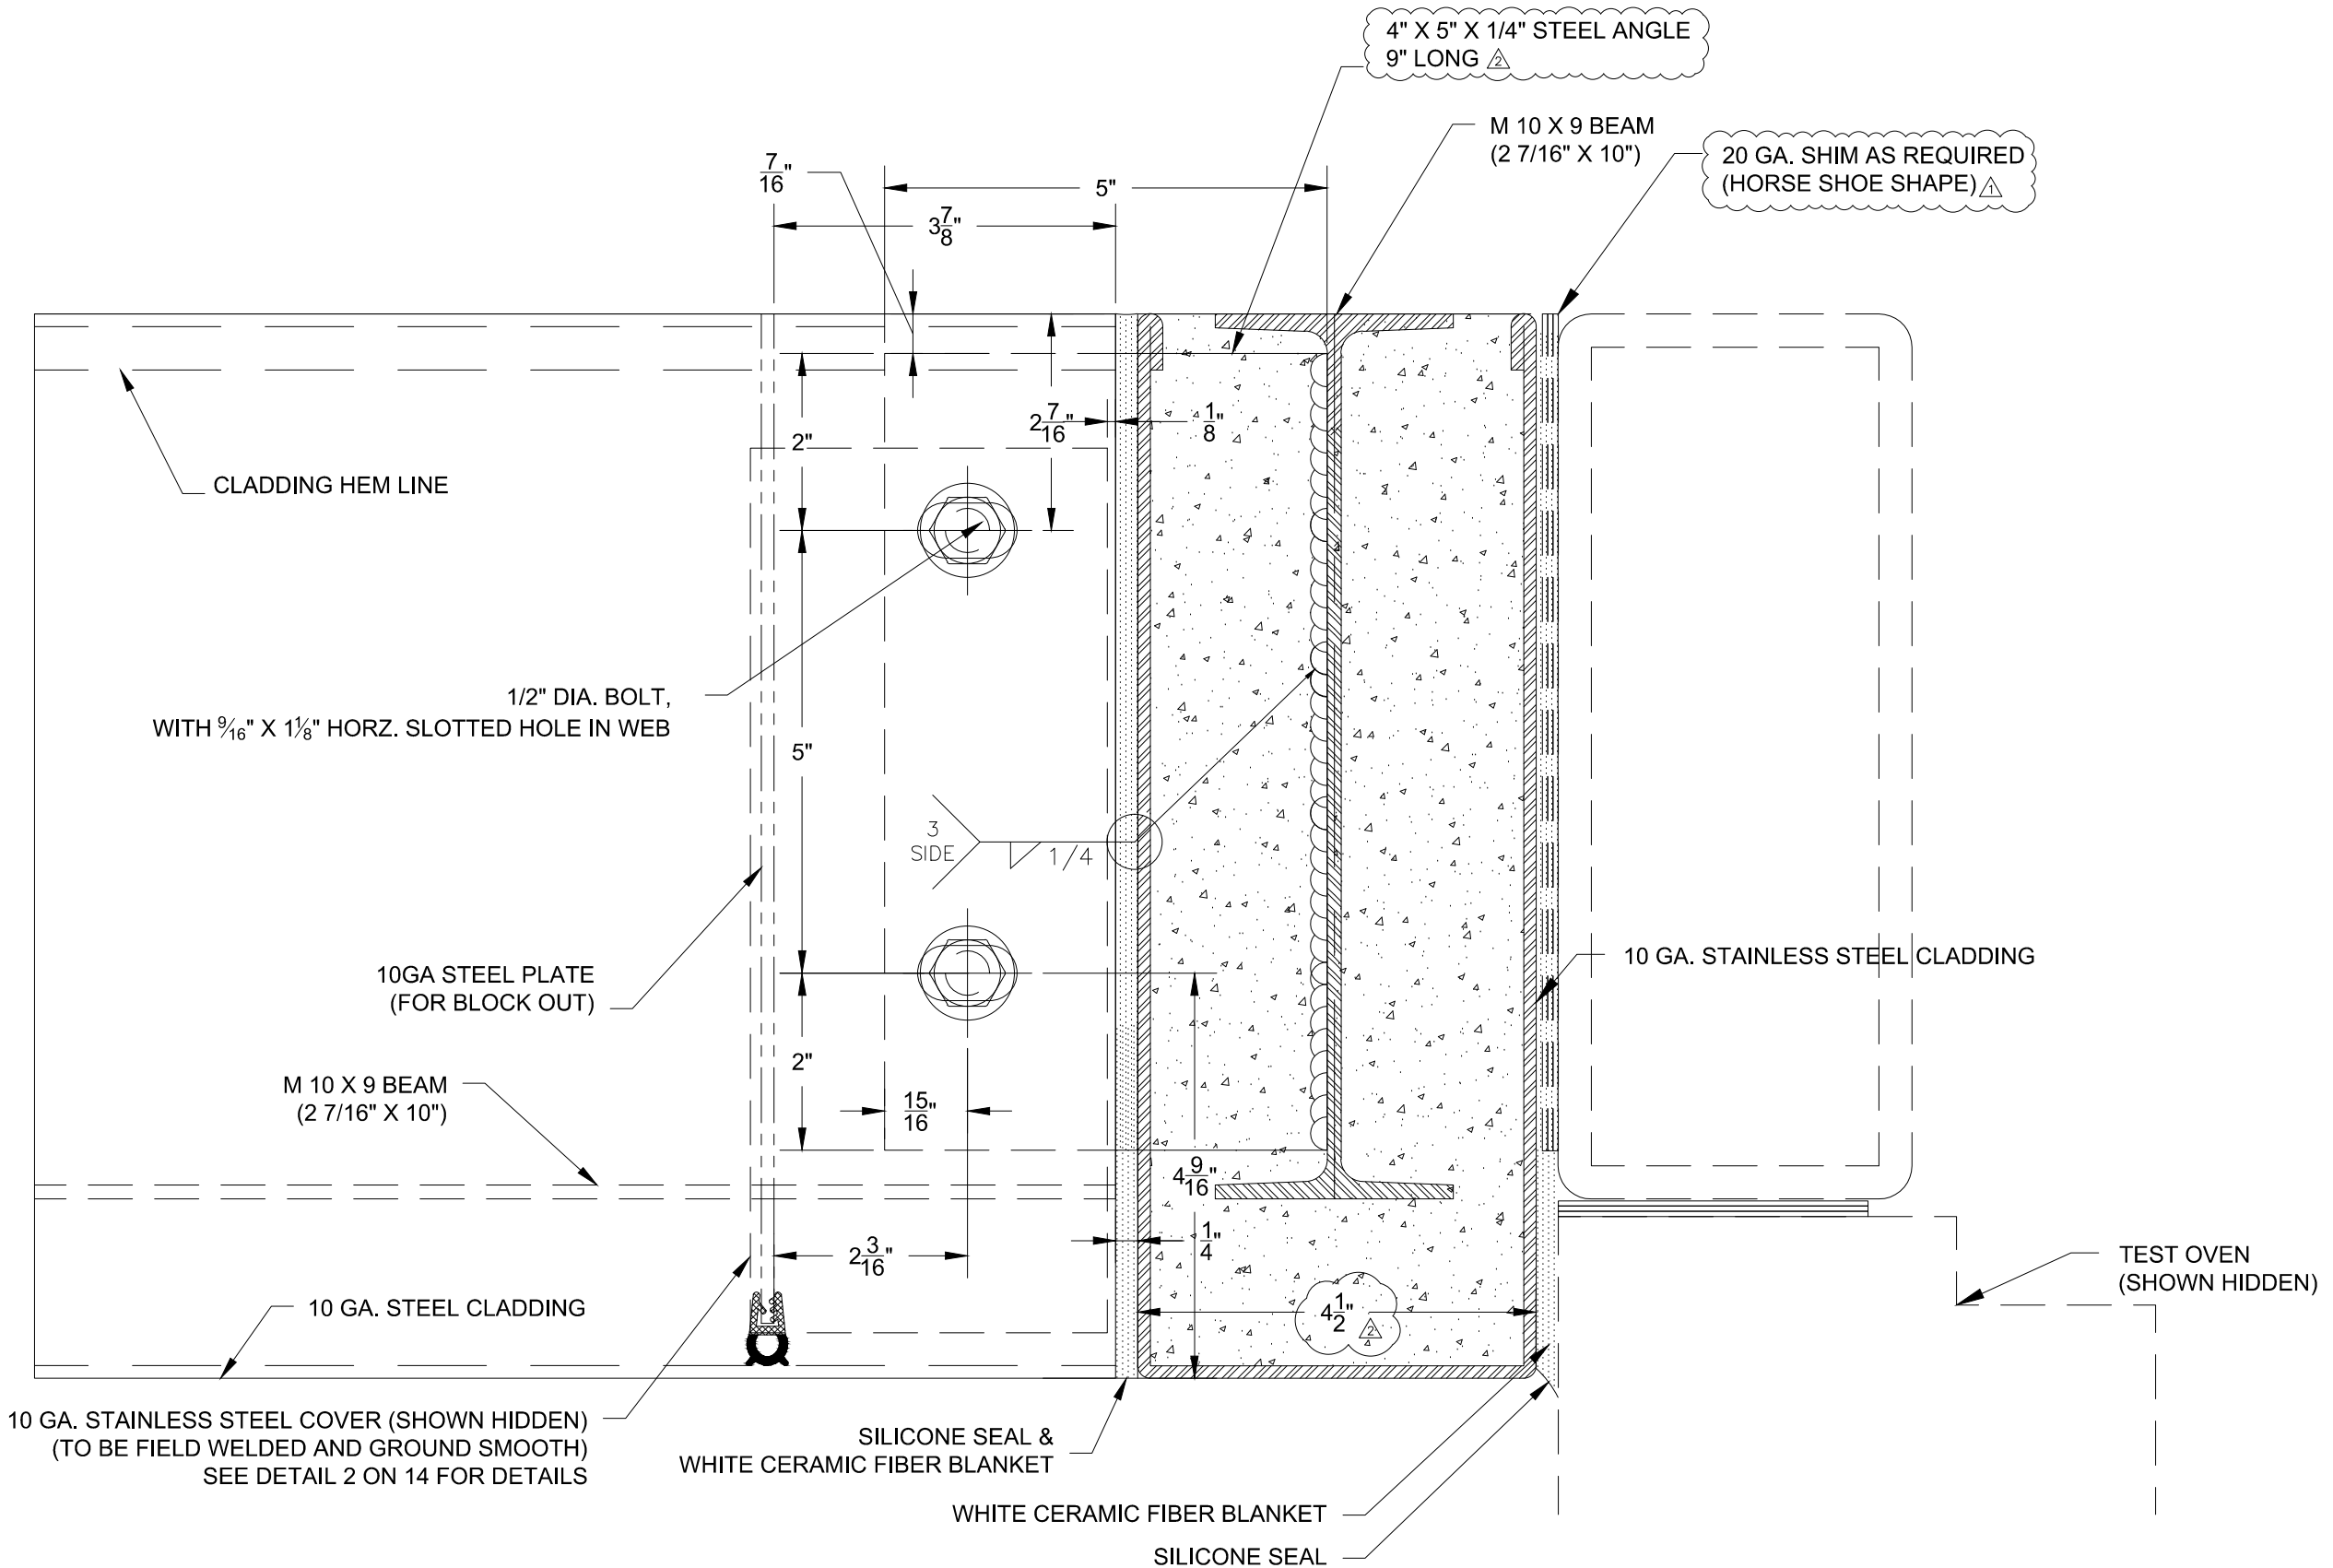 4" X 5" X 1/4" STEEL ANGLE
9" LONG 2
M 10 X 9 BEAM
(2 7/16" X 10")
20 GA. SHIM AS REQUIRED
(HORSE SHOE SHAPE) 1
7/16"
5"
3 7/8"
2 7/16"
1/8"
2"
CLADDING HEM LINE
1/2" DIA. BOLT,
WITH 9/16" X 1 1/8" HORZ. SLOTTED HOLE IN WEB
5"
3
SIDE
1/4
10GA STEEL PLATE
(FOR BLOCK OUT)
10 GA. STAINLESS STEEL CLADDING
2"
M 10 X 9 BEAM
(2 7/16" X 10")
15/16"
4 9/16"
2 3/16"
1/4"
TEST OVEN
(SHOWN HIDDEN)
10 GA. STEEL CLADDING
4 1/2" 2
10 GA. STAINLESS STEEL COVER (SHOWN HIDDEN)
(TO BE FIELD WELDED AND GROUND SMOOTH)
SEE DETAIL 2 ON 14 FOR DETAILS
SILICONE SEAL &
WHITE CERAMIC FIBER BLANKET
WHITE CERAMIC FIBER BLANKET
SILICONE SEAL